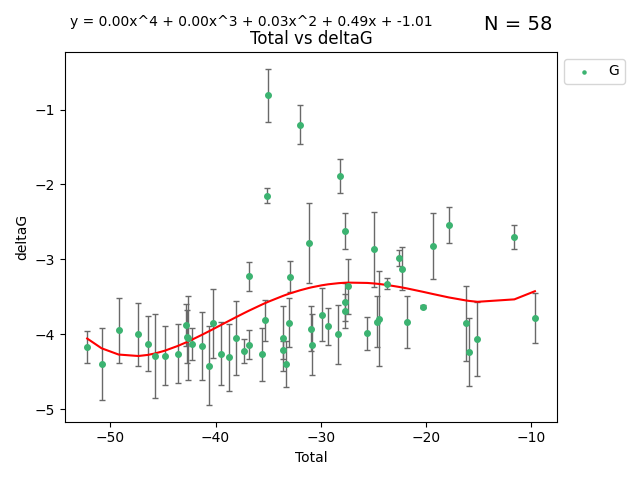 y = 0.00x^4 + 0.00x^3 + 0.03x^2 + 0.49x + -1.01
N = 58
Total vs deltaG
G
−1
−2
−3
−4
−5
deltaG
−50 −40 −30 −20 −10
Total